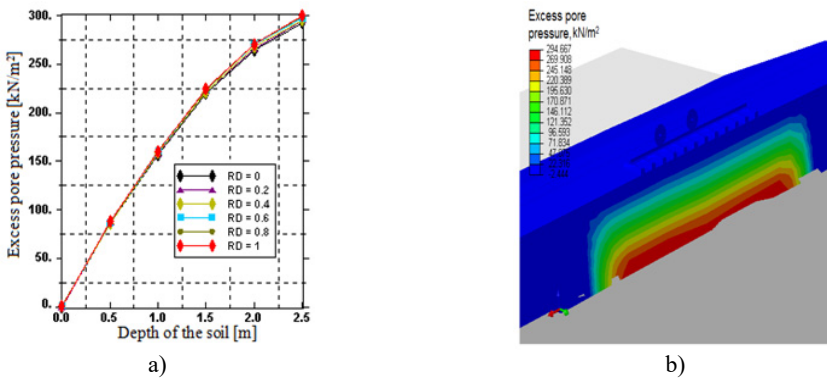 300.
250.
200.
150.
100.
50.
0.
Excess pore pressure [kN/m²]
RD = 0
RD = 0.2
RD = 0.4
RD = 0.6
RD = 0.8
RD = 1
0.0 0.5 1.0 1.5 2.0 2.5
Depth of the soil [m]
a)
Excess pore
pressure, kN/m²
294.667
269.908
245.148
220.389
195.630
170.871
146.112
121.352
96.593
71.834
b)